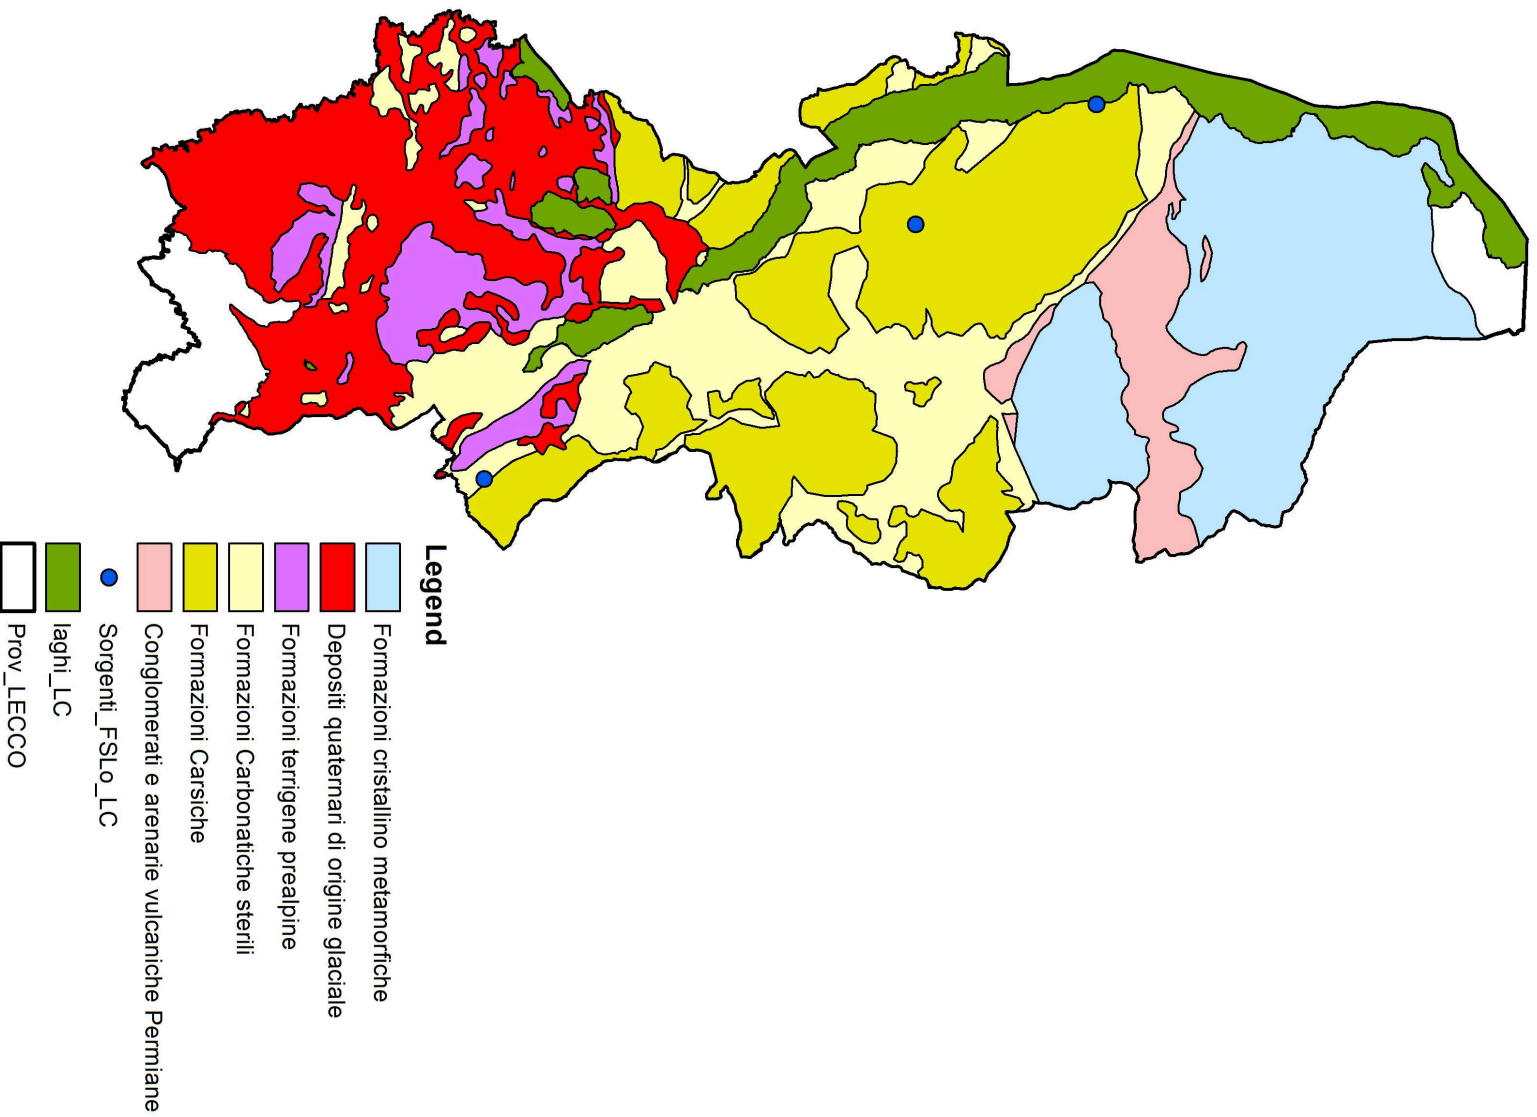 Legend
Formazioni cristallino metamorfiche
Depositi quaternari di origine glaciale
Formazioni terrigene prealpine
Formazioni Carbonatiche sterili
Formazioni Carsiche
Conglomerati e arenarie vulcaniche Permiane
Sorgenti_FSLo_LC
laghi_LC
Prov_LECCO